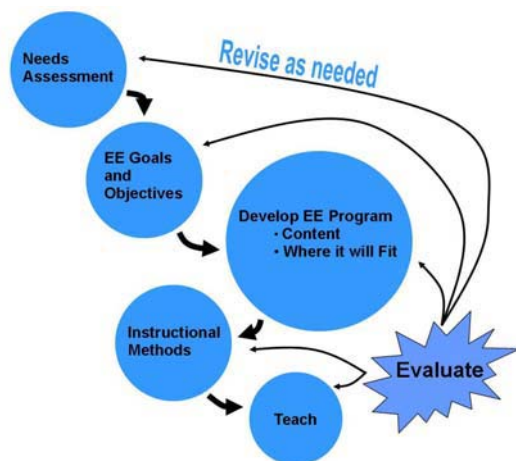 Revise as needed
Needs
Assessment
EE Goals
and
Objectives
Develop EE Program
· Content
· Where it will Fit
Instructional
Methods
Evaluate
Teach